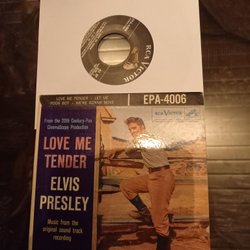 RCA VICTOR
LOVE ME TENDER - LET ME
POOR BOY - WE'RE GONNA MOVE
EPA-4006
From the 20th Century-Fox
CinemaScope Production
RCA VICTOR
LOVE ME
TENDER
ELVIS
PRESLEY
Music from the
original sound track
recording